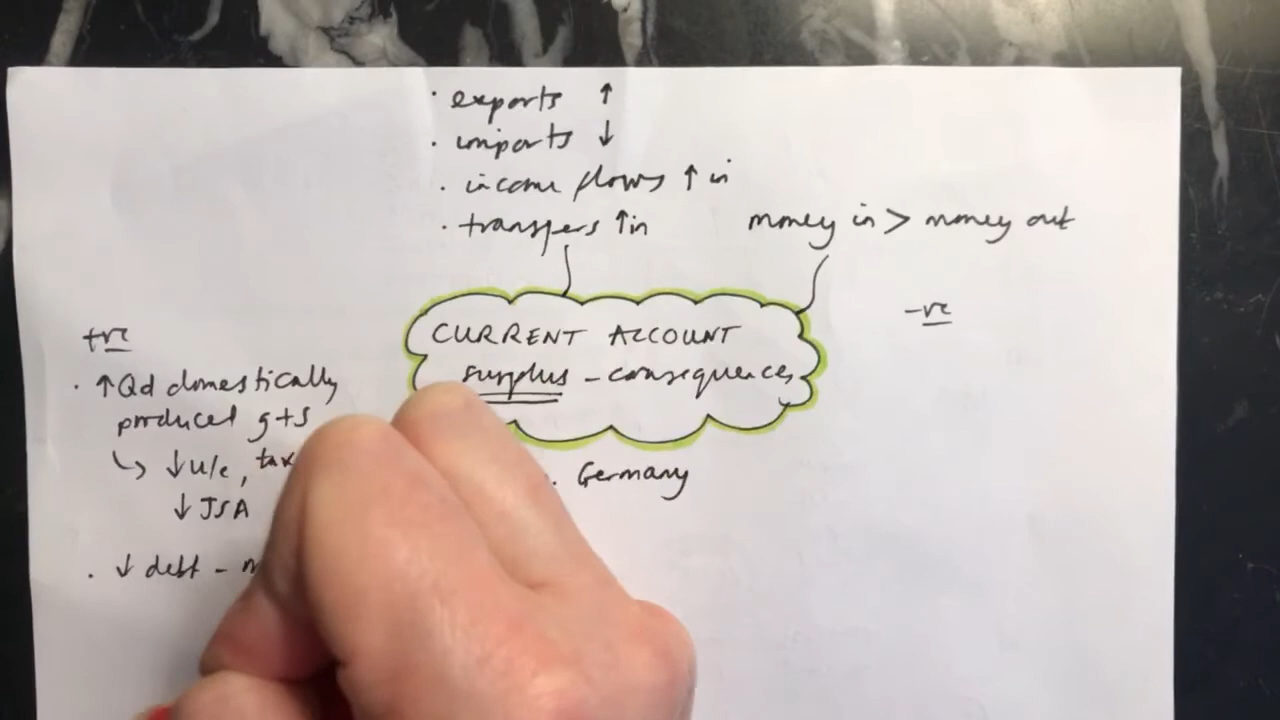 · exports ↑
· imports ↓
· income flows ↑ in
· transfers ↑in
money in > money out
CURRENT ACCOUNT
surplus - consequences
. Germany
+ve
· ↑Qd domestically
produced g+s
↳ ↓u/e, tax
↓ JSA
· ↓ debt -
-ve